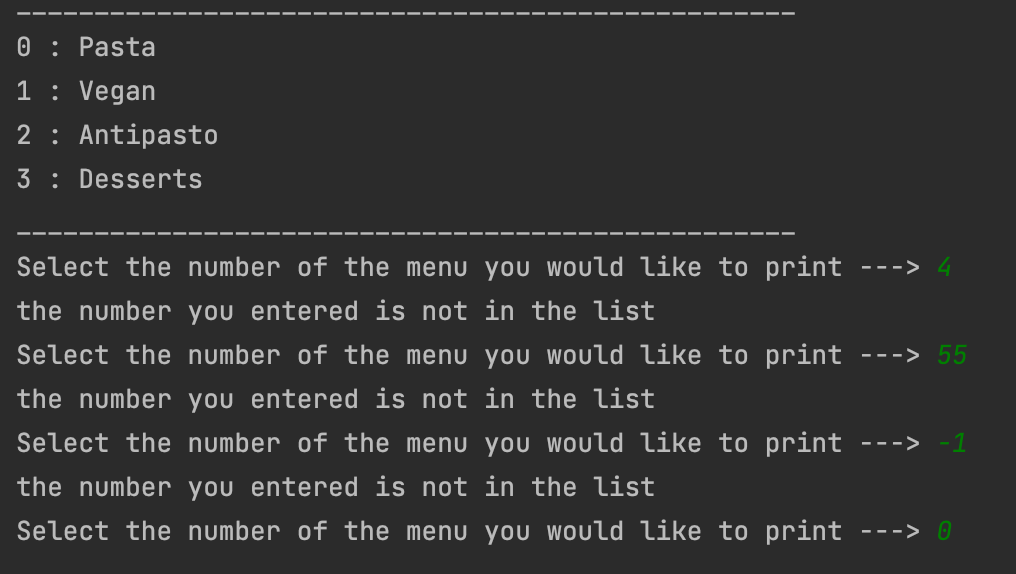 --------------------------------------------------
0 : Pasta
1 : Vegan
2 : Antipasto
3 : Desserts
--------------------------------------------------
Select the number of the menu you would like to print ---> 4
the number you entered is not in the list
Select the number of the menu you would like to print ---> 55
the number you entered is not in the list
Select the number of the menu you would like to print ---> -1
the number you entered is not in the list
Select the number of the menu you would like to print ---> 0